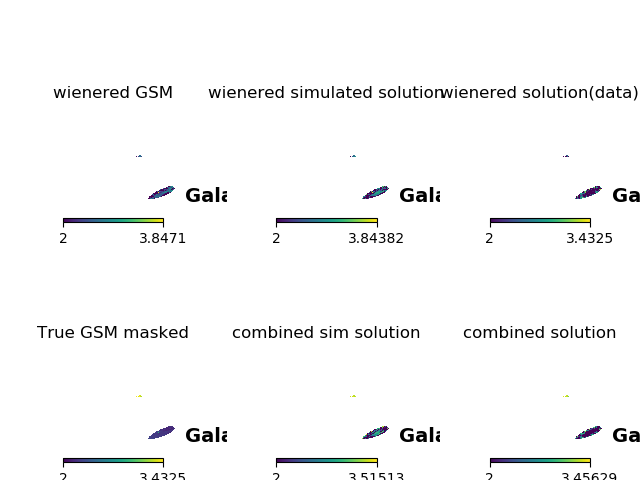 wienered GSM
wienered simulated solution
wienered solution(data)
Gala
Gala
Ga
2 3.8471
2 3.84382
2 3.4325
True GSM masked
combined sim solution
combined solution
Gala
Gala
Ga
2 3.4325
2 3.51513
2 3.45629